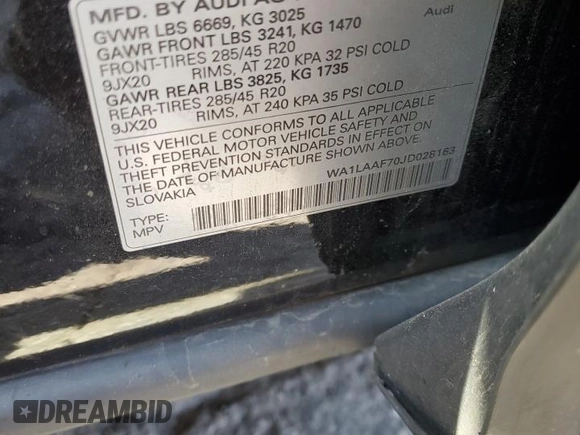 MFD. BY AUDI AG
Audi
GVWR LBS 6669, KG 3025
GAWR FRONT LBS 3241, KG 1470
FRONT-TIRES 285/45 R20
9JX20 RIMS, AT 220 KPA 32 PSI COLD
GAWR REAR LBS 3825, KG 1735
REAR-TIRES 285/45 R20
9JX20 RIMS, AT 240 KPA 35 PSI COLD
THIS VEHICLE CONFORMS TO ALL APPLICABLE
U.S. FEDERAL MOTOR VEHICLE SAFETY AND
THEFT PREVENTION STANDARDS IN EFFECT ON
THE DATE OF MANUFACTURE SHOWN ABOVE.
SLOVAKIA
WA1LAAF70JD028163
TYPE:
MPV
DREAMBID